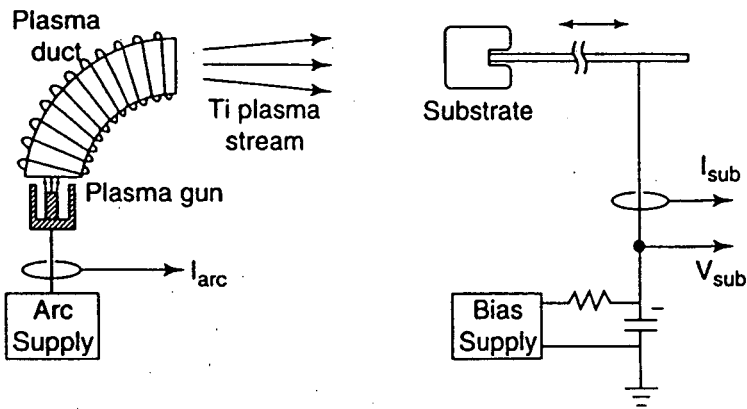 Plasma
duct
Ti plasma
stream
Substrate
Plasma gun
I_sub
I_arc
V_sub
Arc
Supply
Bias
Supply
–